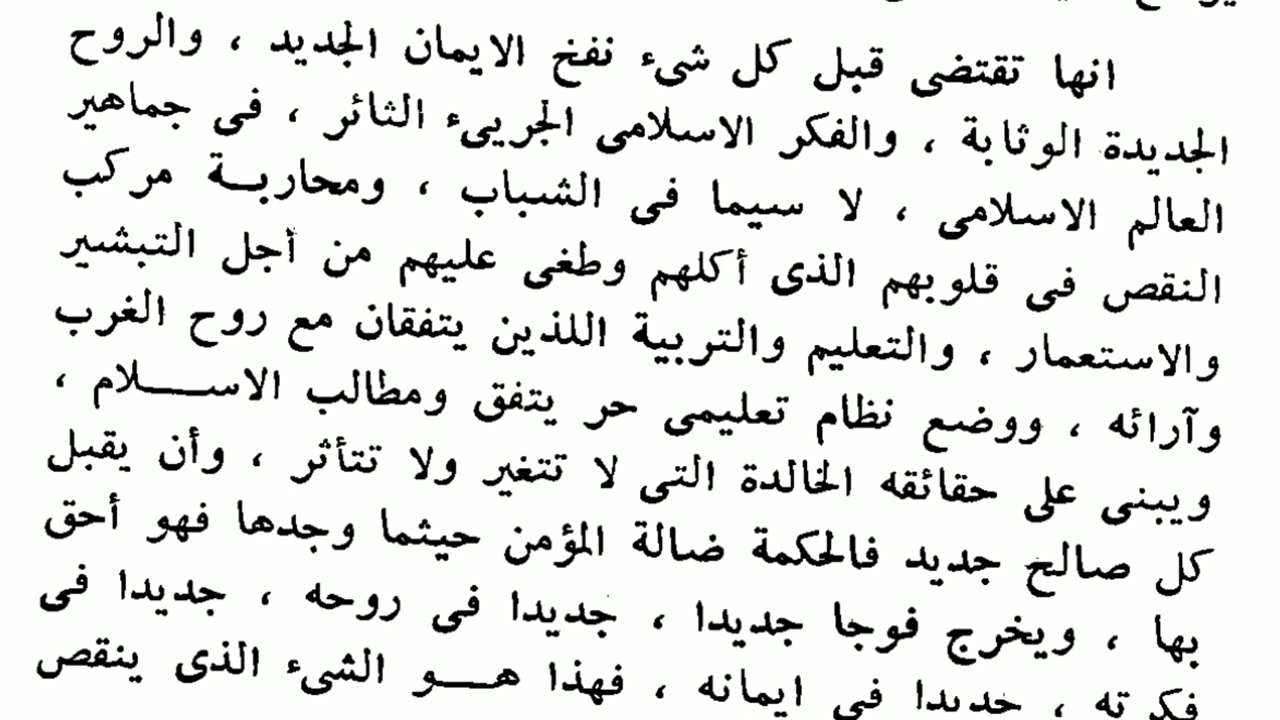 انها تقتضى قبل كل شىء نفخ الايمان الجديد ، والروح
الجديدة الوثابة ، والفكر الاسلامى الجرىء الثائر ، فى جماهير
العالم الاسلامى ، لا سيما فى الشباب ، ومحاربة مركب
النقص فى قلوبهم الذى أكلهم وطغى عليهم من أجل التبشير
والاستعمار ، والتعليم والتربية اللذين يتفقان مع روح الغرب
وآرائه ، ووضع نظام تعليمى حر يتفق ومطالب الاســـلام ،
ويبنى على حقائقه الخالدة التى لا تتغير ولا تتأثر ، وأن يقبل
كل صالح جديد فالحكمة ضالة المؤمن حيثما وجدها فهو أحق
بها ، ويخرج فوجا جديدا ، جديدا فى روحه ، جديدا فى
فكرته ، جديدا فى ايمانه ، فهذا هـــو الشىء الذى ينقص